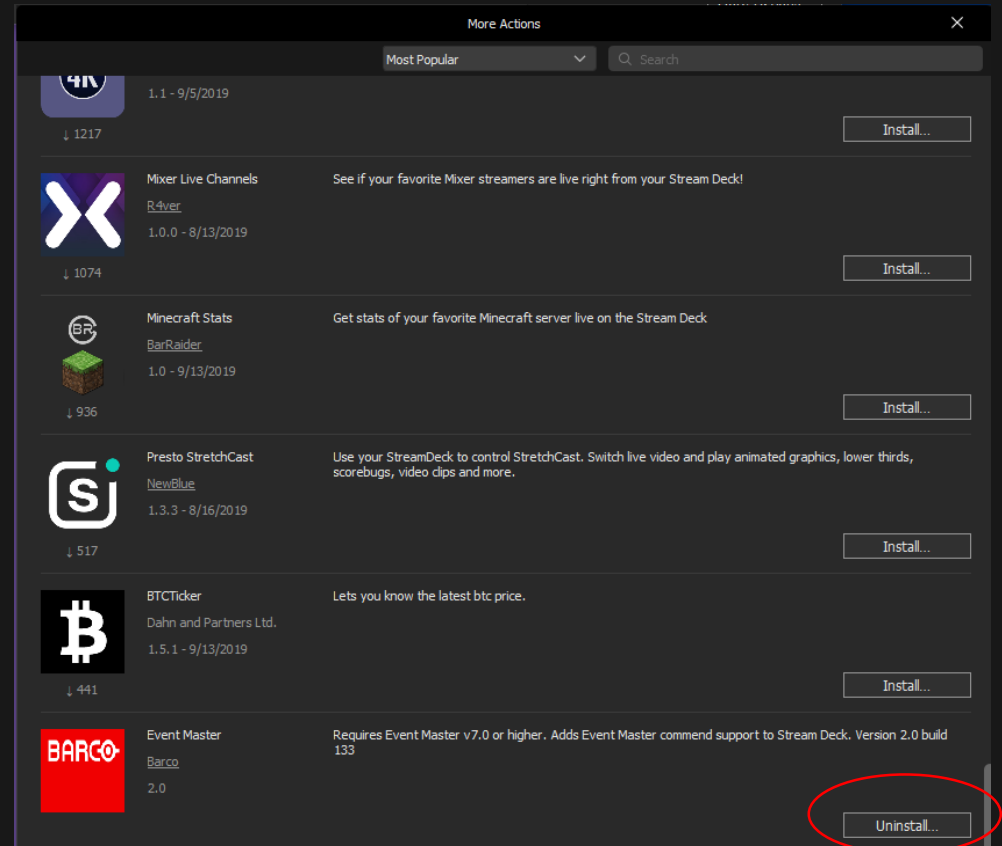 More Actions
Most Popular
Search
4K
1.1 - 9/5/2019
↓ 1217
Install...
Mixer Live Channels
See if your favorite Mixer streamers are live right from your Stream Deck!
R4ver
1.0.0 - 8/13/2019
↓ 1074
Install...
BR
Minecraft Stats
Get stats of your favorite Minecraft server live on the Stream Deck
BarRaider
1.0 - 9/13/2019
↓ 936
Install...
S
Presto StretchCast
Use your StreamDeck to control StretchCast. Switch live video and play animated graphics, lower thirds,
scorebugs, video clips and more.
NewBlue
1.3.3 - 8/16/2019
↓ 517
Install...
BTCTicker
Lets you know the latest btc price.
Dahn and Partners Ltd.
1.5.1 - 9/13/2019
↓ 441
Install...
BARCO
Event Master
Requires Event Master v7.0 or higher. Adds Event Master commend support to Stream Deck. Version 2.0 build
133
Barco
2.0
Uninstall...